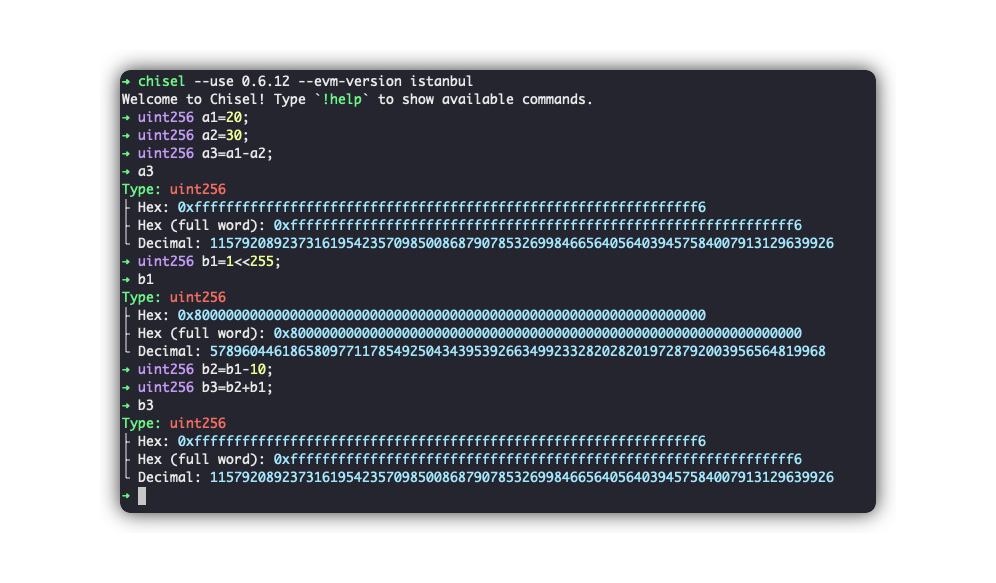 → chisel --use 0.6.12 --evm-version istanbul
Welcome to Chisel! Type `!help` to show available commands.
→ uint256 a1=20;
→ uint256 a2=30;
→ uint256 a3=a1-a2;
→ a3
Type: uint256
├ Hex: 0xfffffffffffffffffffffffffffffffffffffffffffffffffffffffffffffff6
├ Hex (full word): 0xfffffffffffffffffffffffffffffffffffffffffffffffffffffffffffffff6
└ Decimal: 115792089237316195423570985008687907853269984665640564039457584007913129639926
→ uint256 b1=1<<255;
→ b1
Type: uint256
├ Hex: 0x8000000000000000000000000000000000000000000000000000000000000000
├ Hex (full word): 0x8000000000000000000000000000000000000000000000000000000000000000
└ Decimal: 57896044618658097711785492504343953926634992332820282019728792003956564819968
→ uint256 b2=b1-10;
→ uint256 b3=b2+b1;
→ b3
Type: uint256
├ Hex: 0xfffffffffffffffffffffffffffffffffffffffffffffffffffffffffffffff6
├ Hex (full word): 0xfffffffffffffffffffffffffffffffffffffffffffffffffffffffffffffff6
└ Decimal: 115792089237316195423570985008687907853269984665640564039457584007913129639926
→